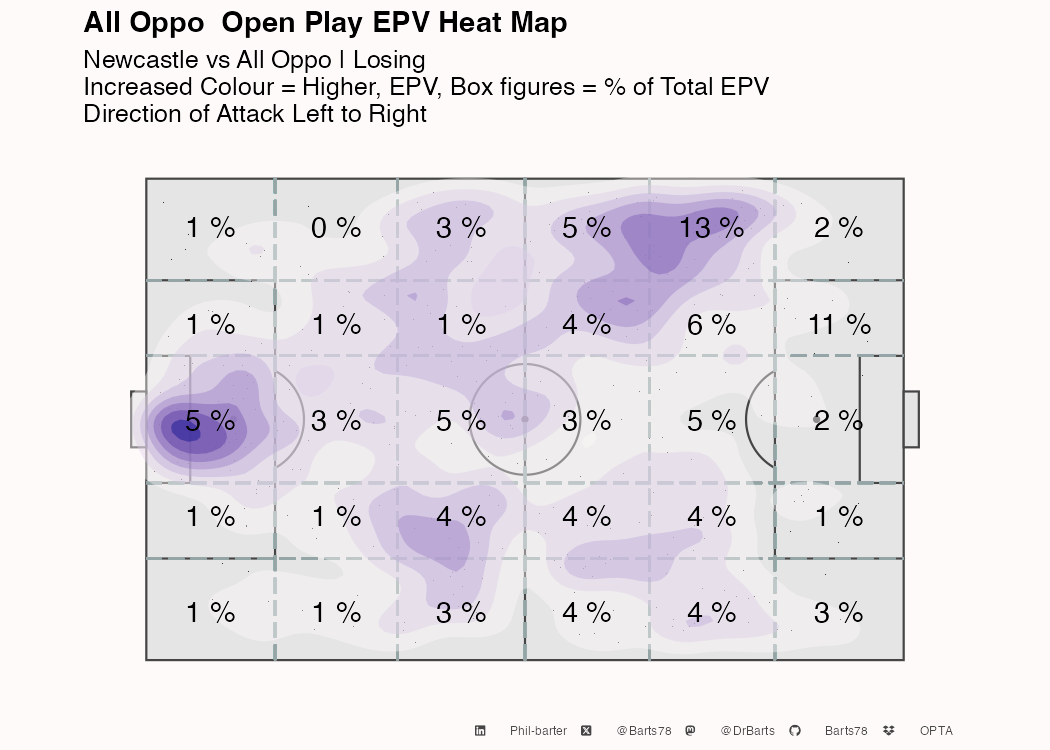 All Oppo  Open Play EPV Heat Map
Newcastle vs All Oppo | Losing
Increased Colour = Higher, EPV, Box figures = % of Total EPV
Direction of Attack Left to Right
1 % 0 % 3 % 5 % 13 % 2 %
1 % 1 % 1 % 4 % 6 % 11 %
5 % 3 % 5 % 3 % 5 % 2 %
1 % 1 % 4 % 4 % 4 % 1 %
1 % 1 % 3 % 4 % 4 % 3 %
Phil-barter @Barts78 @DrBarts Barts78 OPTA